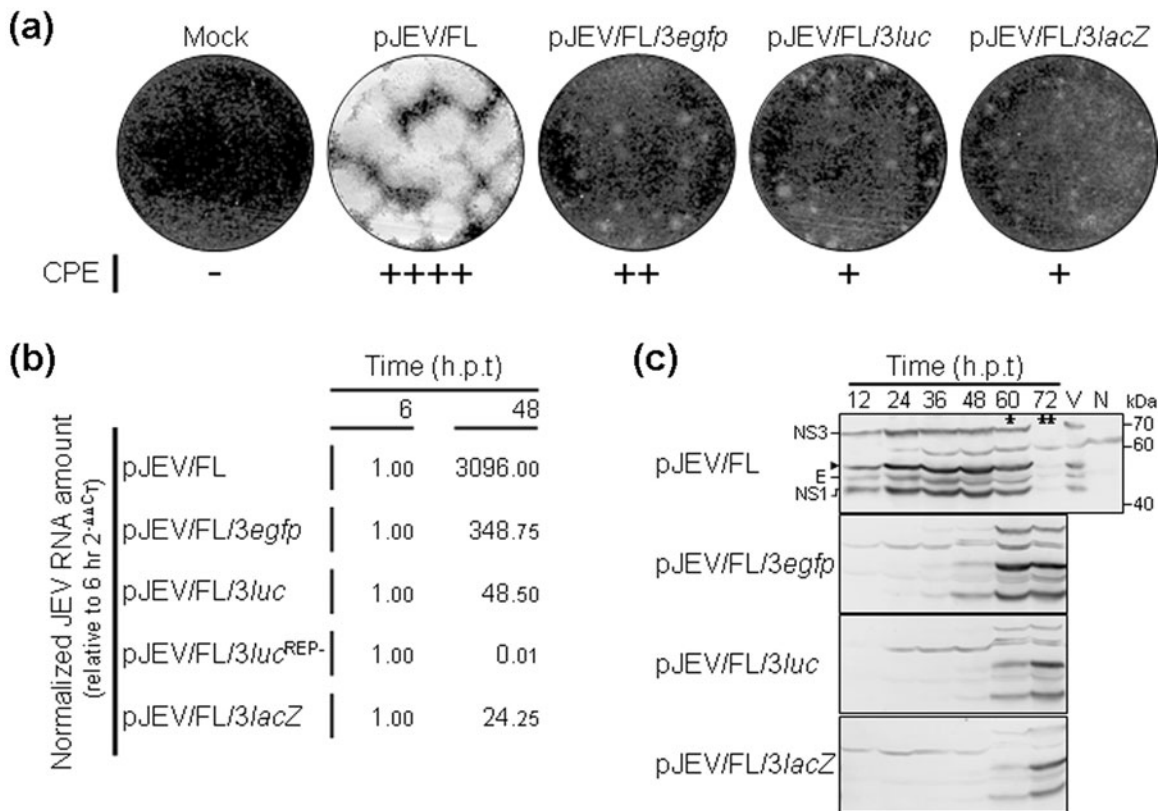 (a)
Mock pJEV/FL pJEV/FL/3egfp pJEV/FL/3luc pJEV/FL/3lacZ
CPE - ++++ ++ + +
(b)
Time (h.p.t)
6 48
Normalized JEV RNA amount
(relative to 6 hr 2-ΔΔCT)
pJEV/FL 1.00 3096.00
pJEV/FL/3egfp 1.00 348.75
pJEV/FL/3luc 1.00 48.50
pJEV/FL/3lucREP- 1.00 0.01
pJEV/FL/3lacZ 1.00 24.25
(c)
Time (h.p.t)
12 24 36 48 60 72 V N kDa
* **
NS3
E
NS1
70
60
40
pJEV/FL
pJEV/FL/3egfp
pJEV/FL/3luc
pJEV/FL/3lacZ